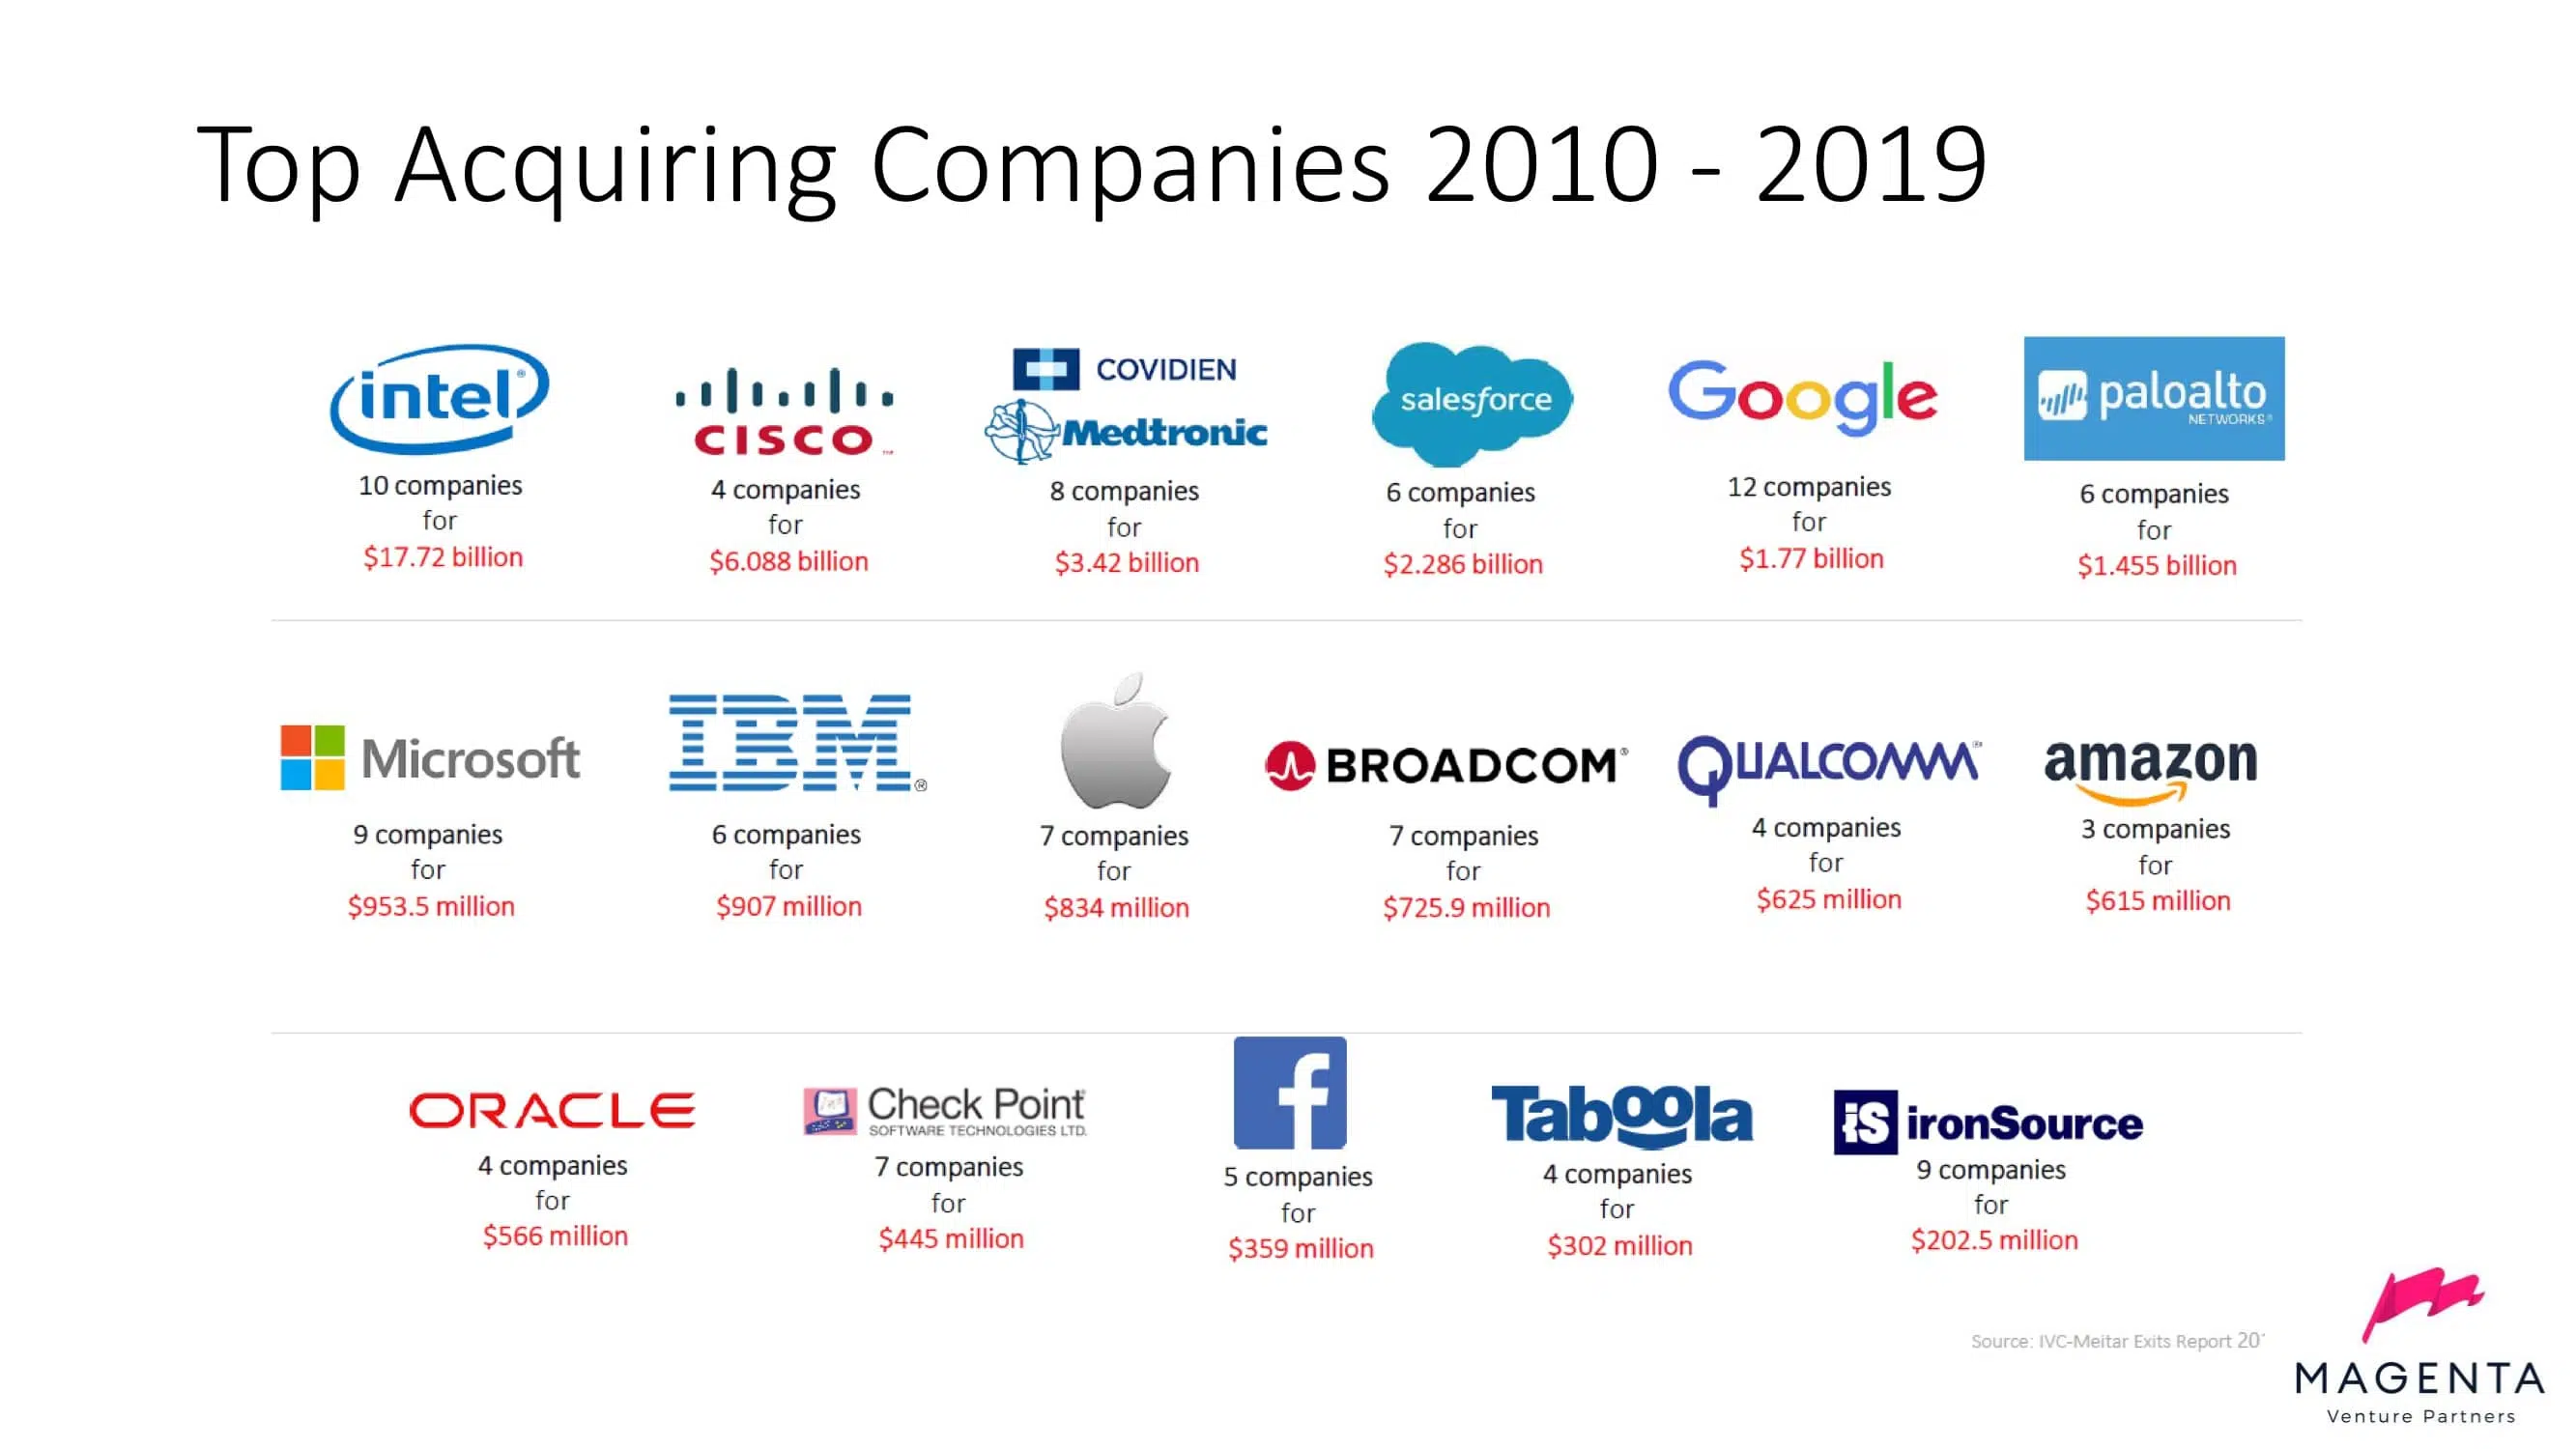 Top Acquiring Companies 2010 - 2019
intel®
10 companies
for
$17.72 billion
CISCO™
4 companies
for
$6.088 billion
COVIDIEN
Medtronic
8 companies
for
$3.42 billion
salesforce
6 companies
for
$2.286 billion
Google
12 companies
for
$1.77 billion
paloalto
NETWORKS®
6 companies
for
$1.455 billion
Microsoft
9 companies
for
$953.5 million
IBM®
6 companies
for
$907 million
7 companies
for
$834 million
BROADCOM®
7 companies
for
$725.9 million
QUALCOMM®
4 companies
for
$625 million
amazon
3 companies
for
$615 million
ORACLE
4 companies
for
$566 million
Check Point
SOFTWARE TECHNOLOGIES LTD.
7 companies
for
$445 million
f
5 companies
for
$359 million
Taboola
4 companies
for
$302 million
iS ironSource
9 companies
for
$202.5 million
Source: IVC-Meitar Exits Report
MAGENTA
Venture Partners